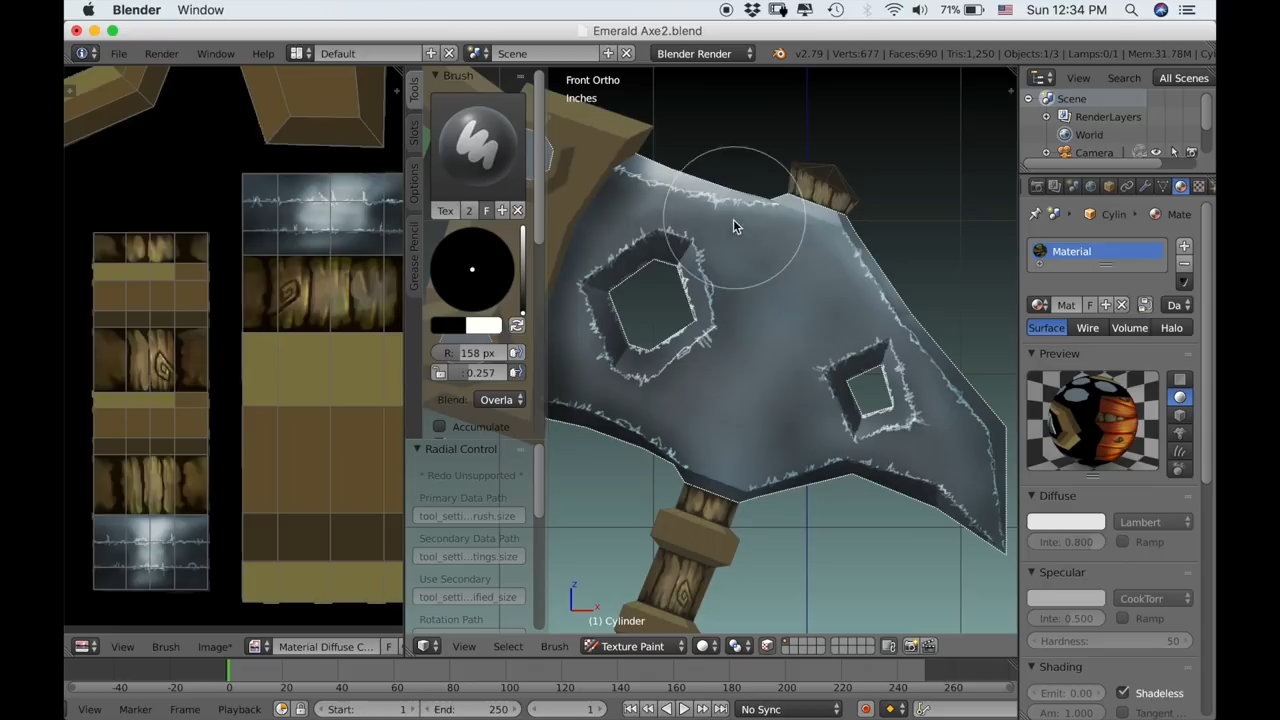 Blender Window 71% Sun 12:34 PM
Emerald Axe2.blend
File Render Window Help Default Scene Blender Render v2.79 | Verts:677 | Faces:690 | Tris:1,250 | Objects:1/3 | Lamps:0/1 | Mem:31.78M | Cy
Brush
Front Ortho
Inches
View Search All Scenes
Scene
RenderLayers
World
Camera
Tools
Slots
Options
Grease Pencil
Tex 2 F
Cylin Mate
Material
Mat F Da
Surface Wire Volume Halo
R: 158 px
: 0.257
Blend: Overla
Accumulate
Preview
Radial Control
* Redo Unsupported *
Primary Data Path
tool_setti...rush.size
Secondary Data Path
tool_setti...tings.size
Use Secondary
tool_setti...ified_size
Rotation Path
Diffuse
Lambert
Inte: 0.800 Ramp
Specular
CookTorr
Inte: 0.500 Ramp
Hardness: 50
Shading
Emit: 0.00 Shadeless
Am: 1.000 Tangent
z
x
(1) Cylinder
View Brush Image* Material Diffuse C... F View Select Brush Texture Paint
-40 -20 0 20 40 60 80 100 120 140 160 180 200 220 240 260
View Marker Frame Playback Start: 1 End: 250 1 No Sync